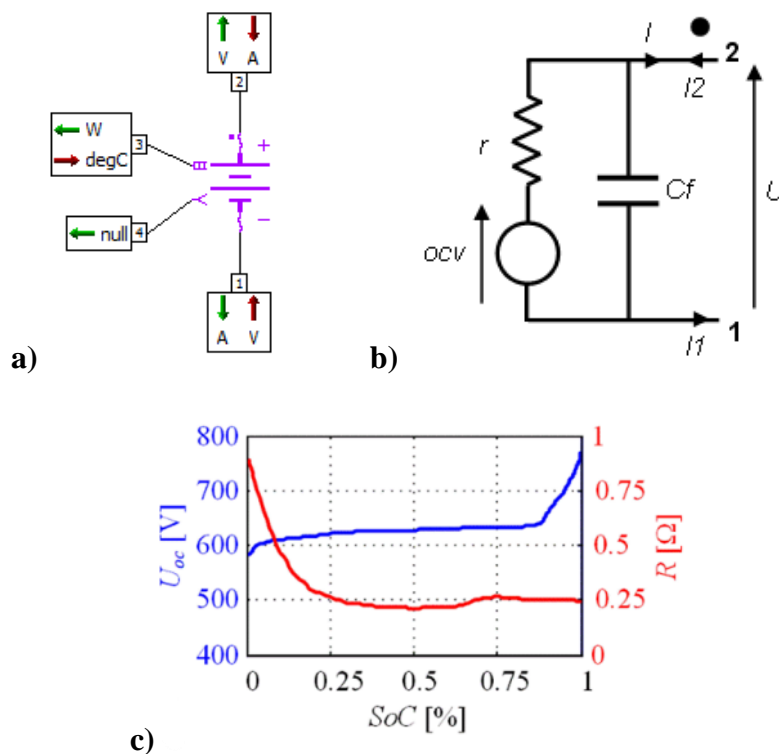 V A
2
3
W
degC
+
4
null
−
1
A V
a)
I
2
I2
r
Cf
U
ocv
1
I1
b)
800
700
600
500
400
U_oc [V]
1
0.75
0.5
0.25
0
R [Ω]
0 0.25 0.5 0.75 1
SoC [%]
c)